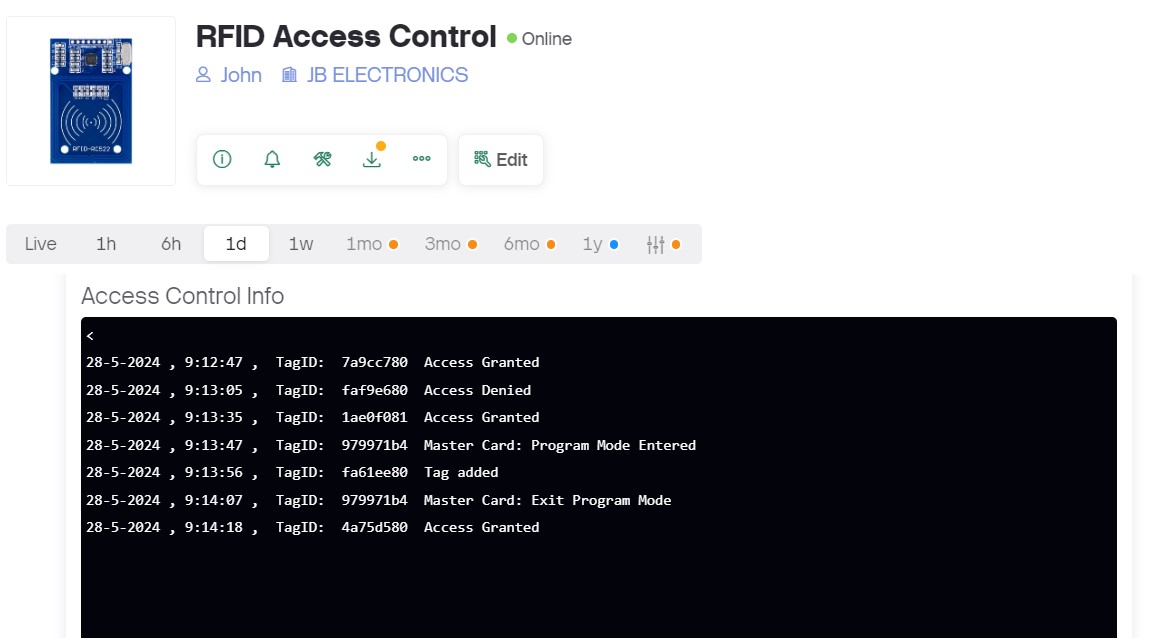 RFID Access Control Online
John JB ELECTRONICS
RFID-RC522
Edit
Live 1h 6h 1d 1w 1mo 3mo 6mo 1y
Access Control Info
<
28-5-2024 , 9:12:47 , TagID: 7a9cc780 Access Granted
28-5-2024 , 9:13:05 , TagID: faf9e680 Access Denied
28-5-2024 , 9:13:35 , TagID: 1ae0f081 Access Granted
28-5-2024 , 9:13:47 , TagID: 979971b4 Master Card: Program Mode Entered
28-5-2024 , 9:13:56 , TagID: fa61ee80 Tag added
28-5-2024 , 9:14:07 , TagID: 979971b4 Master Card: Exit Program Mode
28-5-2024 , 9:14:18 , TagID: 4a75d580 Access Granted